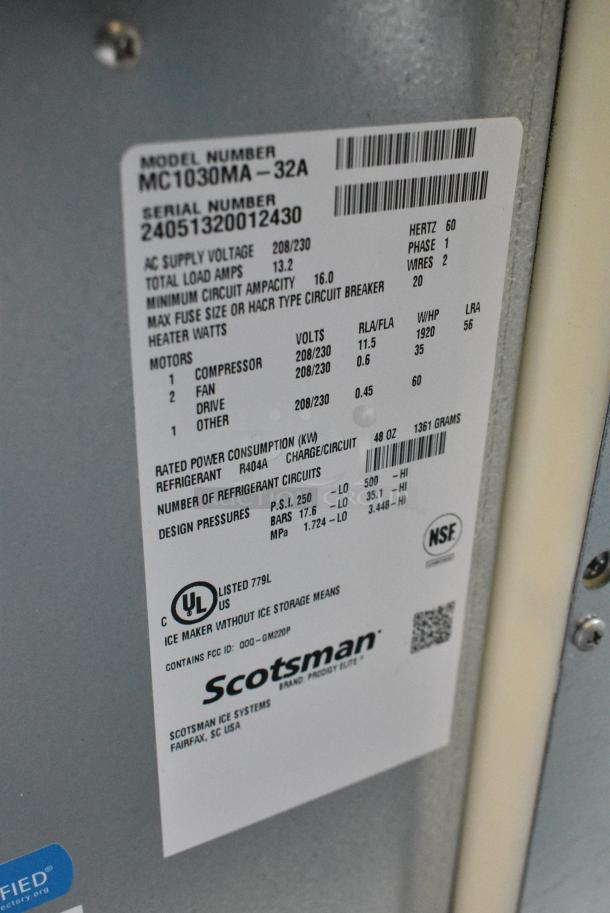 MODEL NUMBER
MC1030MA-32A
SERIAL NUMBER
24051320012430
AC SUPPLY VOLTAGE 208/230 HERTZ 60
TOTAL LOAD AMPS 13.2 PHASE 1
MINIMUM CIRCUIT AMPACITY 16.0 WIRES 2
MAX FUSE SIZE OR HACR TYPE CIRCUIT BREAKER 20
HEATER WATTS
MOTORS VOLTS RLA/FLA W/HP LRA
1 COMPRESSOR 208/230 11.5 1920 56
2 FAN 208/230 0.6 35
DRIVE
1 OTHER 208/230 0.45 60
RATED POWER CONSUMPTION (KW)
REFRIGERANT R404A CHARGE/CIRCUIT 48 OZ 1361 GRAMS
NUMBER OF REFRIGERANT CIRCUITS
DESIGN PRESSURES P.S.I. 250 -LO 500 -HI
BARS 17.6 -LO 35.1 -HI
MPa 1.724 -LO 3.448 -HI
NSF
C UL US
LISTED 779L
ICE MAKER WITHOUT ICE STORAGE MEANS
CONTAINS FCC ID: OOO-GM220P
Scotsman
BRAND: PRODIGY ELITE
SCOTSMAN ICE SYSTEMS
FAIRFAX, SC USA
FIED®
ectory.org